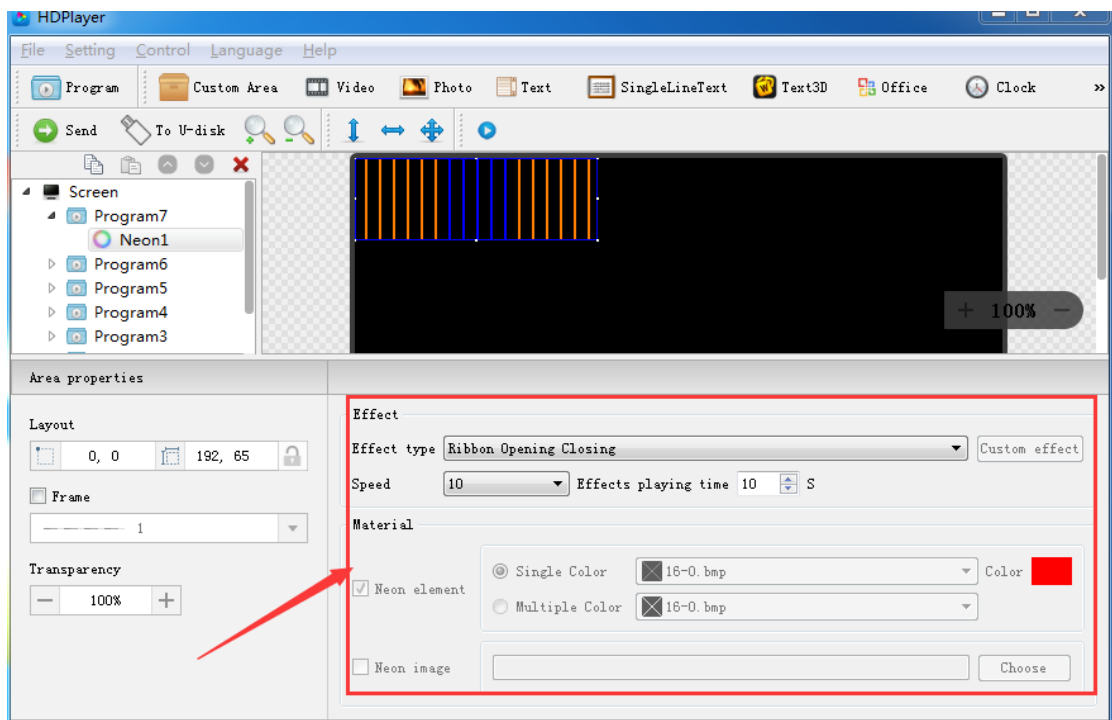 HDPlayer
File Setting Control Language Help
Program Custom Area Video Photo Text SingleLineText Text3D Office Clock »
Send To U-disk
Screen
Program7
Neon1
Program6
Program5
Program4
Program3
+ 100% −
Area properties
Layout
0, 0 192, 65
Frame
1
Transparency
− 100% +
Effect
Effect type Ribbon Opening Closing Custom effect
Speed 10 Effects playing time 10 S
Material
Neon element
Single Color 16-0.bmp Color
Multiple Color 16-0.bmp
Neon image Choose